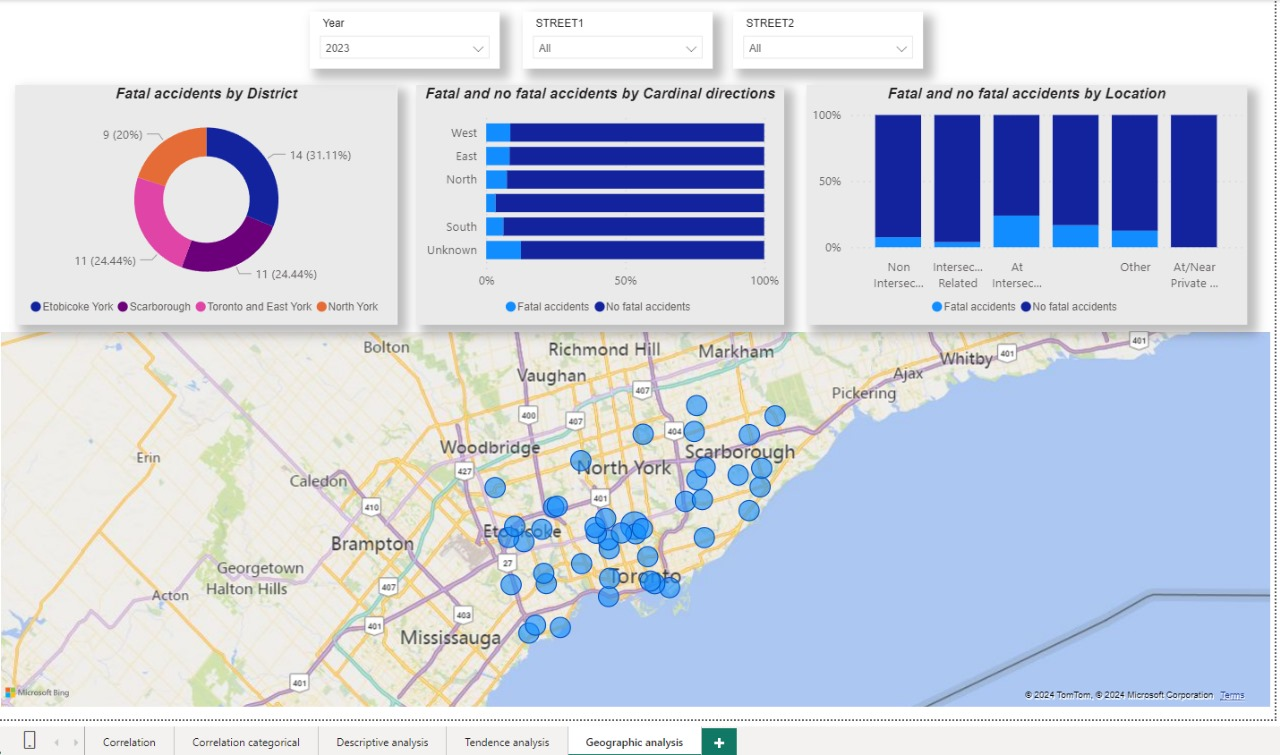 Year
STREET1
STREET2
2023
All
All
Fatal accidents by District
9 (20%)
14 (31.11%)
11 (24.44%)
11 (24.44%)
Etobicoke York
Scarborough
Toronto and East York
North York
Fatal and no fatal accidents by Cardinal directions
West
East
North
South
Unknown
0%
50%
100%
Fatal accidents
No fatal accidents
Fatal and no fatal accidents by Location
100%
50%
0%
Non
Intersec...
Intersec...
Related
At
Intersec...
Other
At/Near
Private ...
Fatal accidents
No fatal accidents
Bolton
Richmond Hill
Markham
401
401
Whitby
Vaughan
Ajax
407
Pickering
400
407
404
Woodbridge
Scarborough
Erin
427
North York
Caledon
401
410
Etobicoke
Brampton
27
Georgetown
Toronto
Halton Hills
407
Acton
403
401
Mississauga
401
Microsoft Bing
© 2024 TomTom, © 2024 Microsoft Corporation Terms
Correlation
Correlation categorical
Descriptive analysis
Tendence analysis
Geographic analysis
+